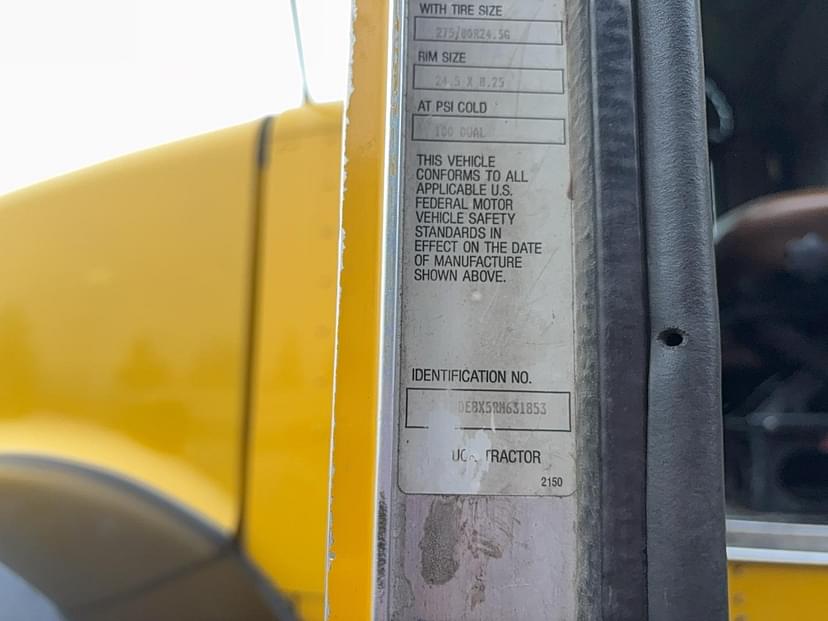 WITH TIRE SIZE
275/80R24.5G
RIM SIZE
24.5 X 8.25
AT PSI COLD
100 DUAL
THIS VEHICLE
CONFORMS TO ALL
APPLICABLE U.S.
FEDERAL MOTOR
VEHICLE SAFETY
STANDARDS IN
EFFECT ON THE DATE
OF MANUFACTURE
SHOWN ABOVE.
IDENTIFICATION NO.
DE8X5RM631853
TRACTOR
2150